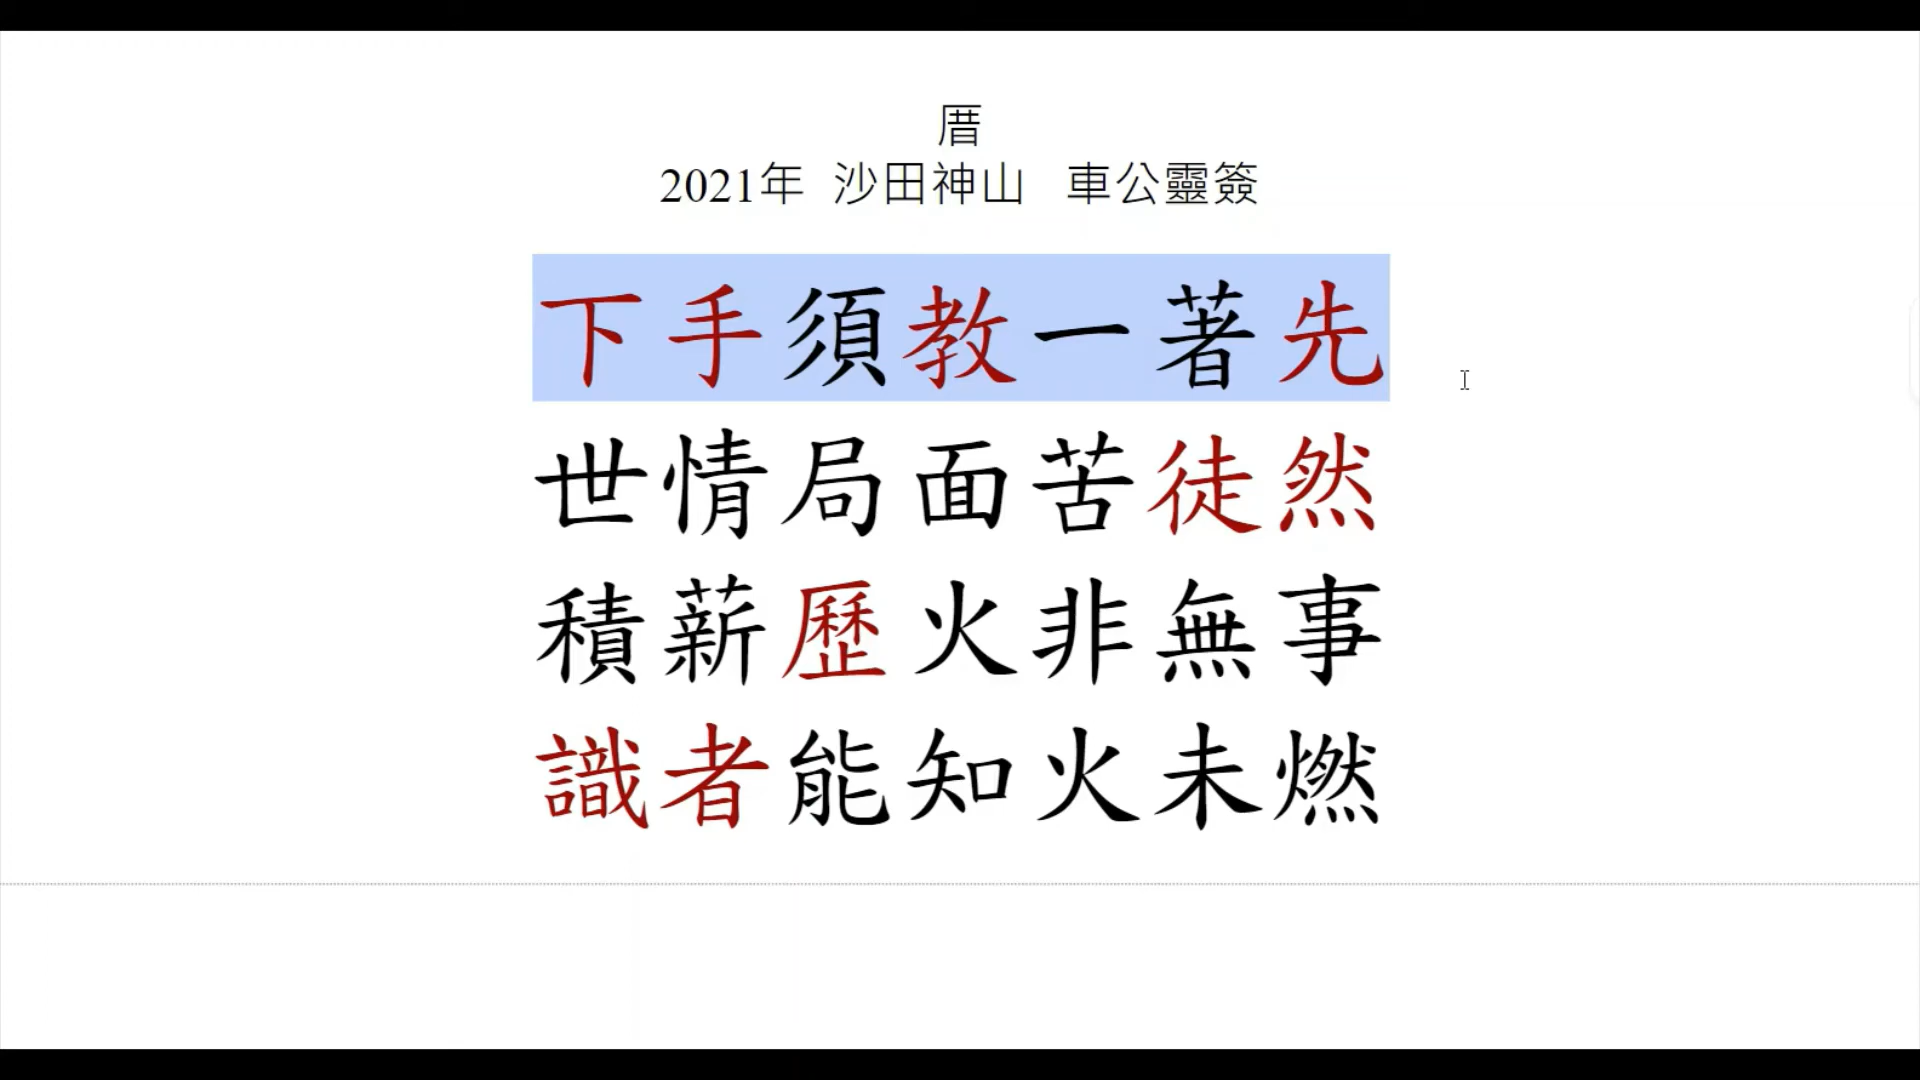 厝
2021年 沙田神山 車公靈簽
下手須教一著先
世情局面苦徒然
積薪歷火非無事
識者能知火未燃